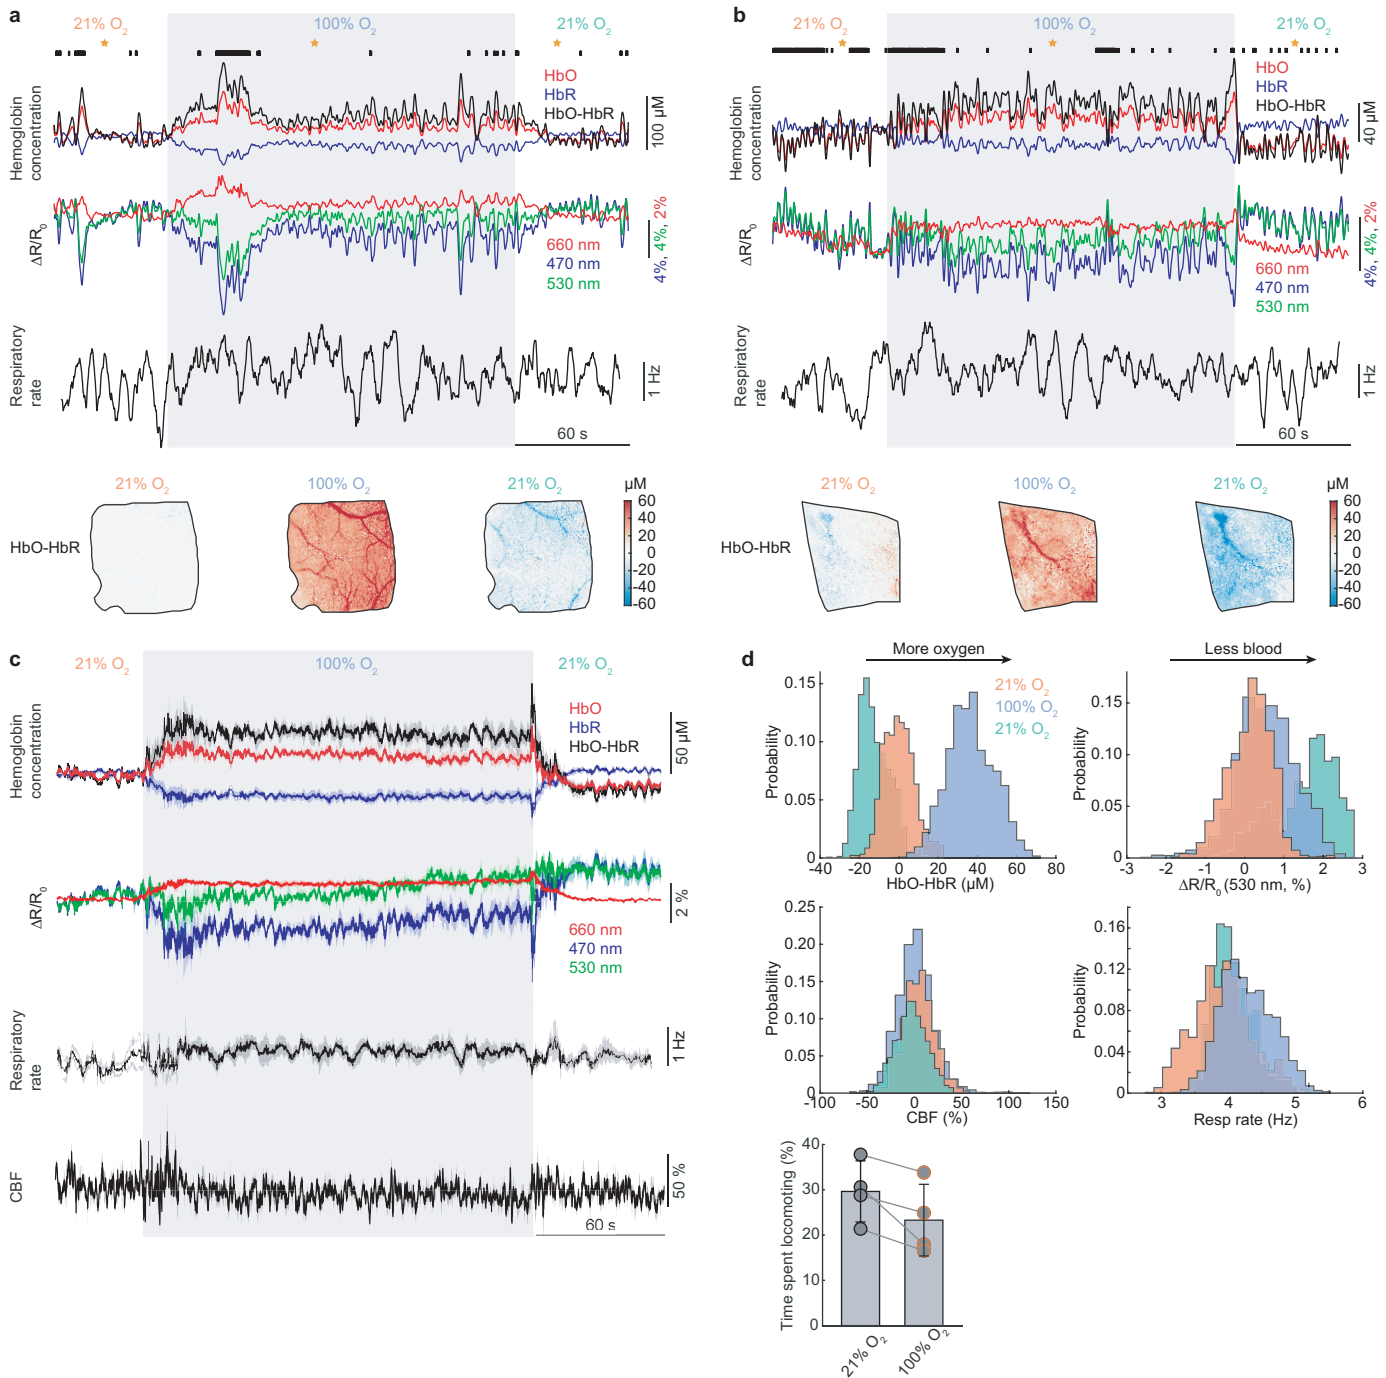 a
21% O2
100% O2
21% O2
HbO
HbR
HbO-HbR
Hemoglobin
concentration
100 µM
ΔR/R0
660 nm
470 nm
530 nm
4%, 4%, 2%
Respiratory
rate
1 Hz
60 s
21% O2
100% O2
21% O2
HbO-HbR
µM
60
40
20
0
-20
-40
-60
b
21% O2
100% O2
21% O2
HbO
HbR
HbO-HbR
Hemoglobin
concentration
40 µM
ΔR/R0
660 nm
470 nm
530 nm
4%, 4%, 2%
Respiratory
rate
1 Hz
60 s
21% O2
100% O2
21% O2
HbO-HbR
µM
60
40
20
0
-20
-40
-60
c
21% O2
100% O2
21% O2
HbO
HbR
HbO-HbR
Hemoglobin
concentration
50 µM
ΔR/R0
2 %
660 nm
470 nm
530 nm
Respiratory
rate
1 Hz
CBF
50 %
60 s
d
More oxygen
21% O2
100% O2
21% O2
Probability
0.15
0.10
0.05
0
-40
-20
0
20
40
60
80
HbO-HbR (µM)
Less blood
Probability
0.15
0.10
0.05
0
-3
-2
-1
0
1
2
3
ΔR/R0 (530 nm, %)
Probability
0.25
0.20
0.15
0.10
0.05
0
-100
-50
0
50
100
150
CBF (%)
Probability
0.16
0.12
0.08
0.04
0
3
4
5
6
Resp rate (Hz)
Time spent locomoting (%)
40
30
20
10
0
21% O2
100% O2